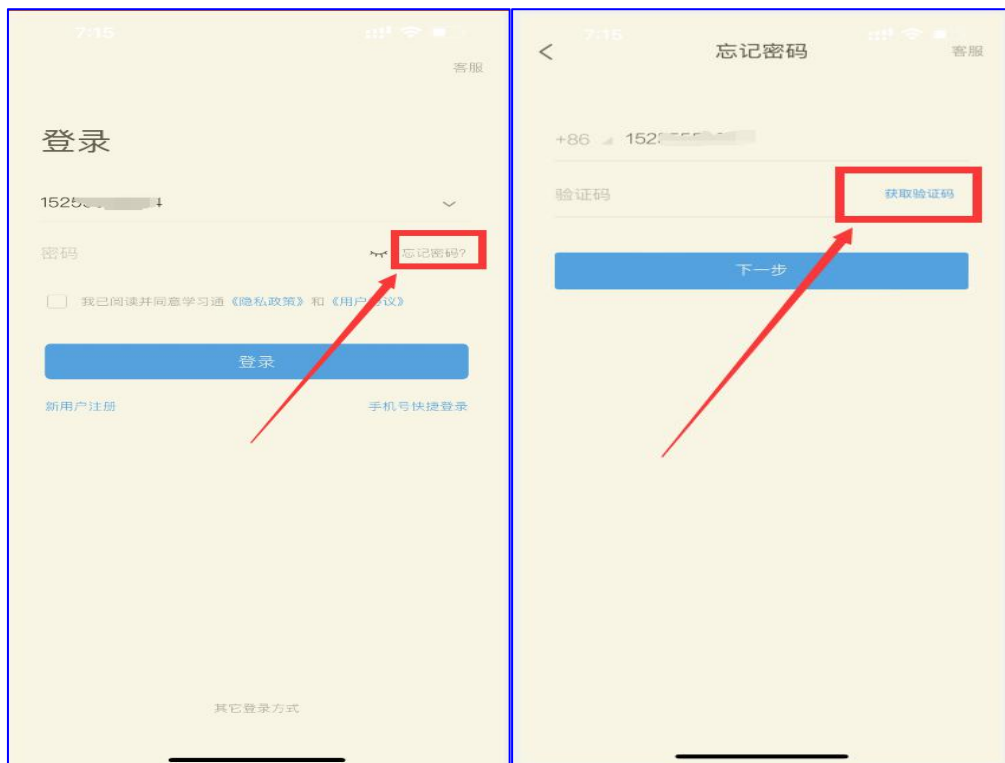 7:15
客服
登录
忘记密码?
密码
我已阅读并同意学习通《隐私政策》和《用户协议》
登录
新用户注册
手机号快捷登录
其它登录方式
7:15
忘记密码
客服
+86
验证码
获取验证码
下一步